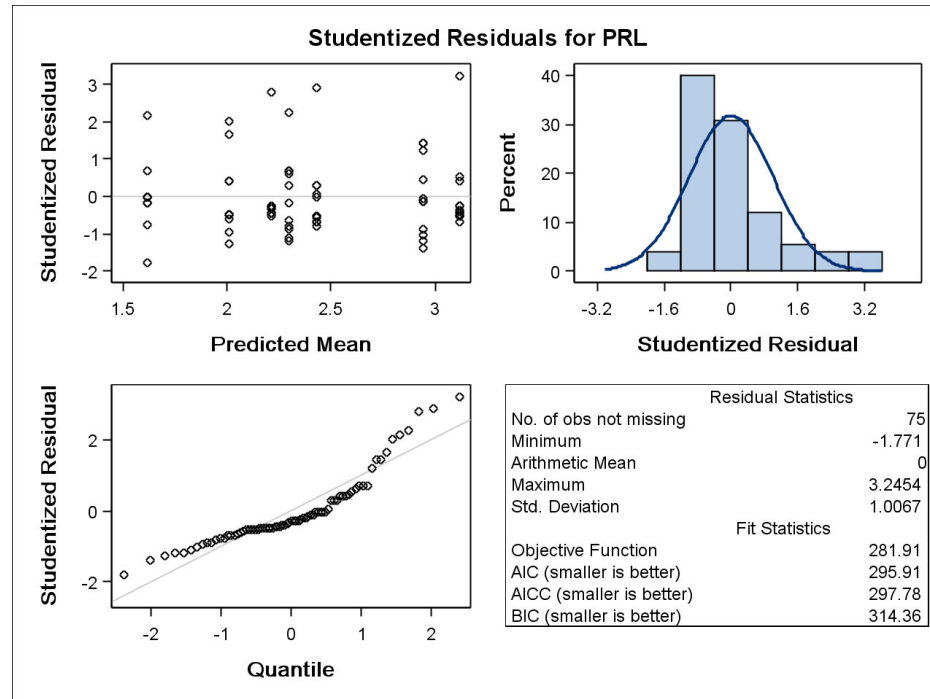 Studentized Residuals for PRL
Studentized Residual
3
2
1
0
-1
-2
1.5 2 2.5 3
Predicted Mean
Percent
40
30
20
10
0
-3.2 -1.6 0 1.6 3.2
Studentized Residual
Studentized Residual
2
0
-2
-2 -1 0 1 2
Quantile
Residual Statistics
No. of obs not missing 75
Minimum -1.771
Arithmetic Mean 0
Maximum 3.2454
Std. Deviation 1.0067
Fit Statistics
Objective Function 281.91
AIC (smaller is better) 295.91
AICC (smaller is better) 297.78
BIC (smaller is better) 314.36